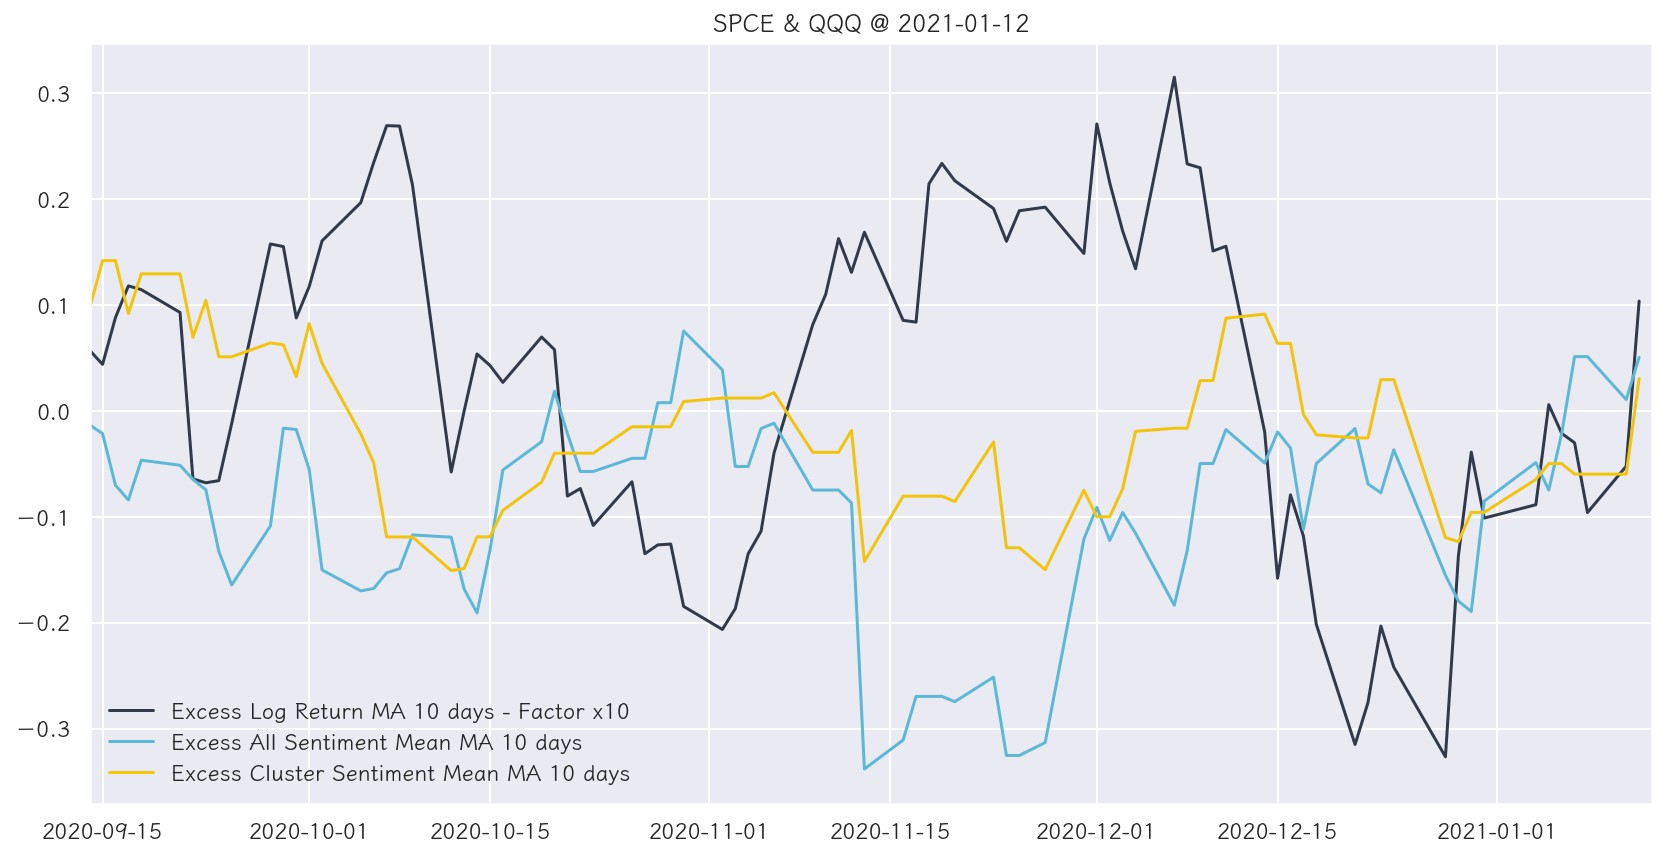 SPCE & QQQ @ 2021-01-12
0.3
0.2
0.1
0.0
−0.1
−0.2
−0.3
Excess Log Return MA 10 days - Factor x10
Excess All Sentiment Mean MA 10 days
Excess Cluster Sentiment Mean MA 10 days
2020-09-15 2020-10-01 2020-10-15 2020-11-01 2020-11-15 2020-12-01 2020-12-15 2021-01-01